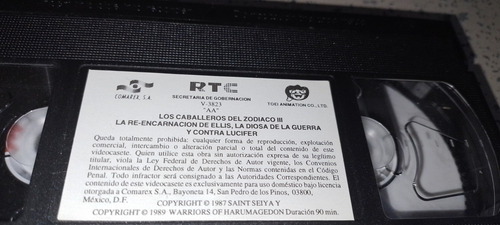 COMAREX, S.A.
RTC
SECRETARIA DE GOBERNACION
V-3823
"AA"
TOEI ANIMATION CO., LTD.
LOS CABALLEROS DEL ZODIACO III
LA RE-ENCARNACION DE ELLIS, LA DIOSA DE LA GUERRA
Y CONTRA LUCIFER
Queda totalmente prohibida: cualquier forma de reproducción, explotación
comercial, intercambio o alteración parcial o total del contenido de este
videocasete. Quien utilice esta obra sin autorización expresa de su legítimo
titular, viola la Ley Federal de Derechos de Autor vigente, los Convenios
Internacionales de Derechos de Autor y las Normas contenidas en el Código
Penal. Todo infractor será consignado a las Autoridades Correspondientes. El
contenido de este videocasete es exclusivamente para uso doméstico bajo licencia
otorgada a Comarex S.A., Bayoneta 14, San Pedro de los Pinos, 03800,
México, D.F.
COPYRIGHT © 1987 SAINT SEIYA Y
COPYRIGHT © 1989 WARRIORS OF HARUMAGEDON Duración 90 min.